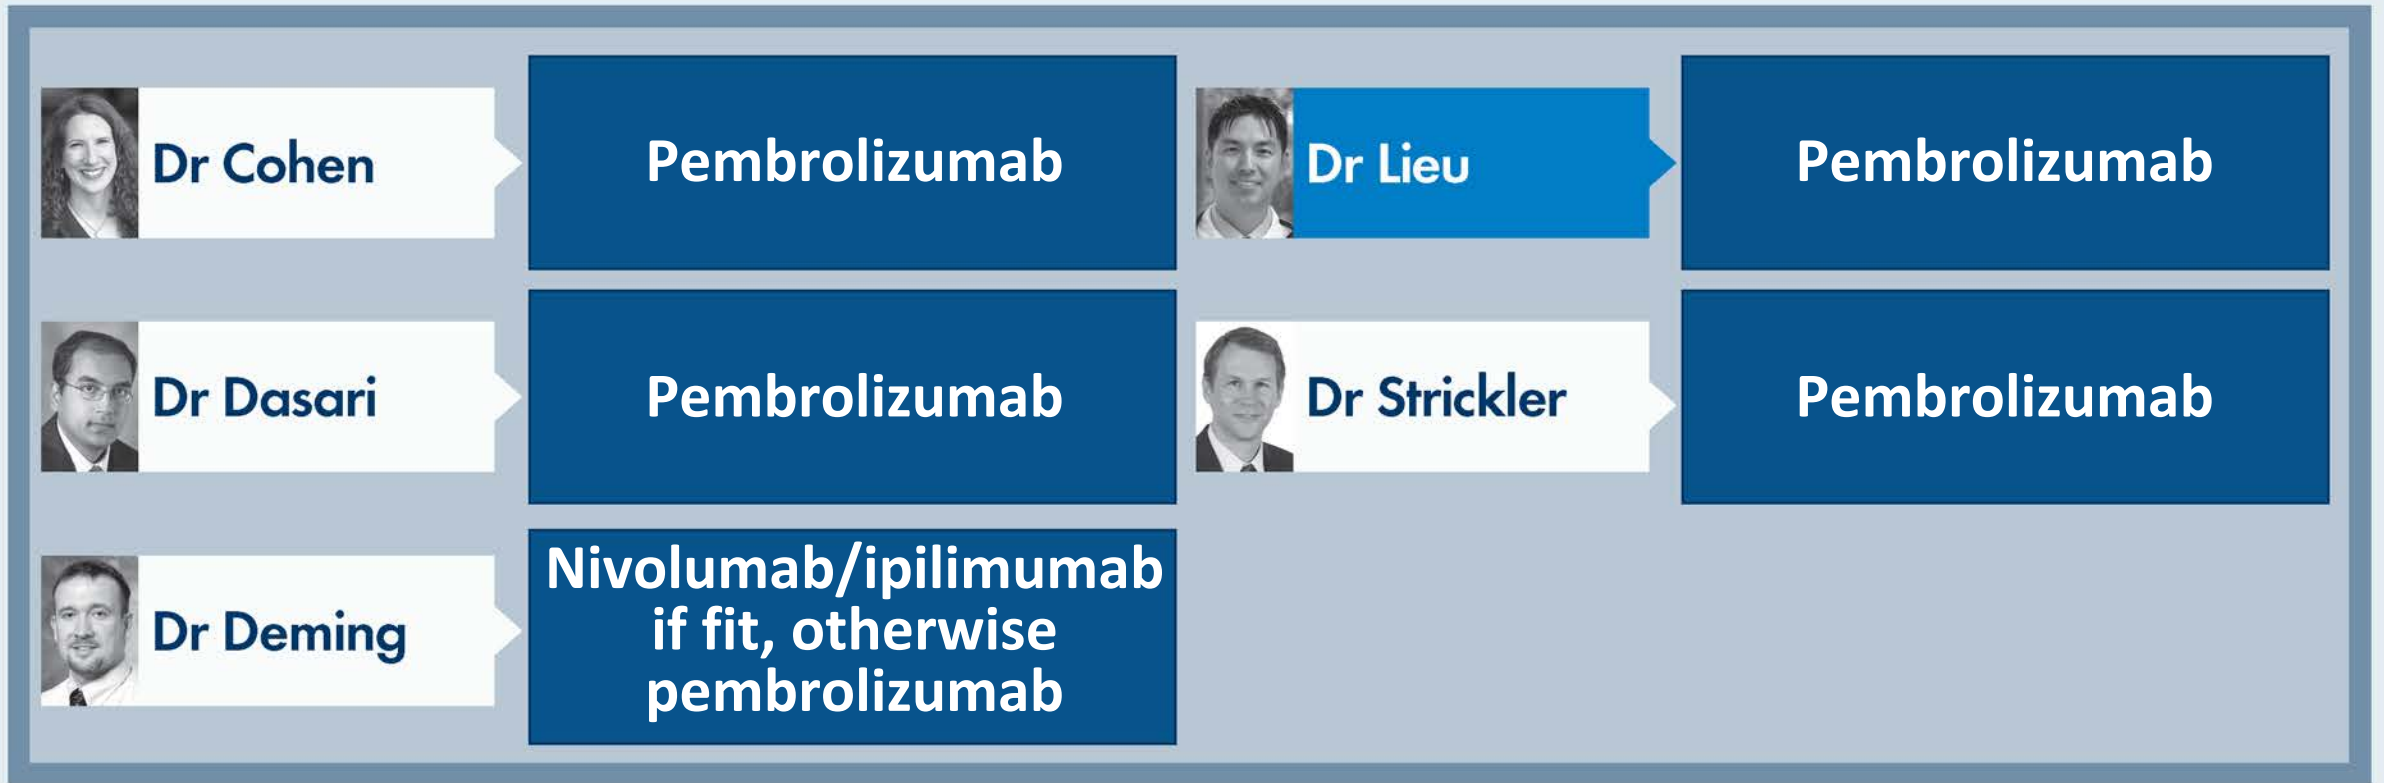 Dr Cohen
Pembrolizumab
Dr Lieu
Pembrolizumab
Dr Dasari
Pembrolizumab
Dr Strickler
Pembrolizumab
Dr Deming
Nivolumab/ipilimumab
if fit, otherwise
pembrolizumab